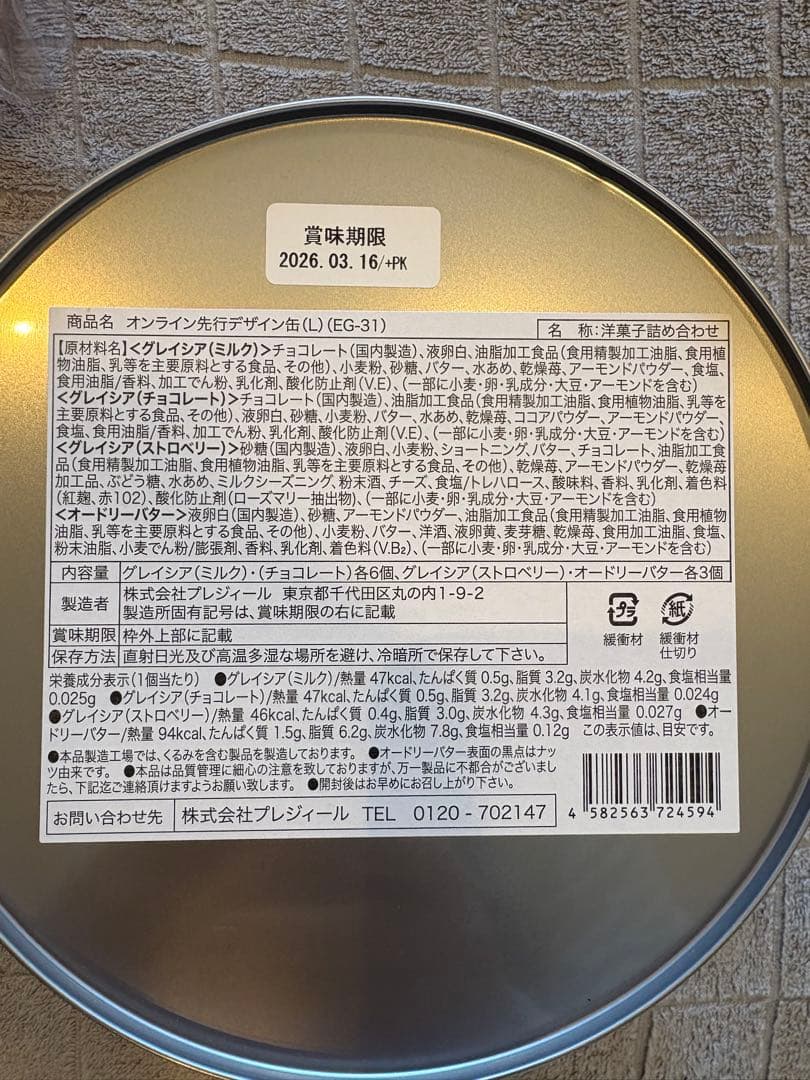 賞味期限
2026.03.16/+PK
商品名 オンライン先行デザイン缶(L)(EG-31)
名 称:洋菓子詰め合わせ
【原材料名】<グレイシア(ミルク)>チョコレート(国内製造)、液卵白、油脂加工食品(食用精製加工油脂、食用植
物油脂、乳等を主要原料とする食品、その他)、小麦粉、砂糖、バター、水あめ、乾燥苺、アーモンドパウダー、食塩、
食用油脂/香料、加工でん粉、乳化剤、酸化防止剤(V.E)、(一部に小麦・卵・乳成分・大豆・アーモンドを含む)
<グレイシア(チョコレート)>チョコレート(国内製造)、油脂加工食品(食用精製加工油脂、食用植物油脂、乳等を
主要原料とする食品、その他)、液卵白、砂糖、小麦粉、バター、水あめ、乾燥苺、ココアパウダー、アーモンドパウダー、
食塩、食用油脂/香料、加工でん粉、乳化剤、酸化防止剤(V.E)、(一部に小麦・卵・乳成分・大豆・アーモンドを含む)
<グレイシア(ストロベリー)>砂糖(国内製造)、液卵白、小麦粉、ショートニング、バター、チョコレート、油脂加工食
品(食用精製加工油脂、食用植物油脂、乳等を主要原料とする食品、その他)、乾燥苺、アーモンドパウダー、乾燥苺
加工品、ぶどう糖、水あめ、ミルクシーズニング、粉末酒、チーズ、食塩/トレハロース、酸味料、香料、乳化剤、着色料
(紅麹、赤102)、酸化防止剤(ローズマリー抽出物)、(一部に小麦・卵・乳成分・大豆・アーモンドを含む)
<オードリーバター>液卵白(国内製造)、砂糖、アーモンドパウダー、油脂加工食品(食用精製加工油脂、食用植物
油脂、乳等を主要原料とする食品、その他)、小麦粉、バター、洋酒、液卵黄、麦芽糖、乾燥苺、食用加工油脂、食塩、
粉末油脂、小麦でん粉/膨張剤、香料、乳化剤、着色料(V.B₂)、(一部に小麦・卵・乳成分・大豆・アーモンドを含む)
内容量 グレイシア(ミルク)・(チョコレート)各6個、グレイシア(ストロベリー)・オードリーバター各3個
製造者 株式会社プレジィール 東京都千代田区丸の内1-9-2
製造所固有記号は、賞味期限の右に記載
賞味期限 枠外上部に記載
保存方法 直射日光及び高温多湿な場所を避け、冷暗所で保存して下さい。
プラ
緩衝材
紙
緩衝材
仕切り
栄養成分表示(1個当たり) ●グレイシア(ミルク)/熱量 47kcal、たんぱく質 0.5g、脂質 3.2g、炭水化物 4.2g、食塩相当量
0.025g ●グレイシア(チョコレート)/熱量 47kcal、たんぱく質 0.5g、脂質 3.2g、炭水化物 4.1g、食塩相当量 0.024g
●グレイシア(ストロベリー)/熱量 46kcal、たんぱく質 0.4g、脂質 3.0g、炭水化物 4.3g、食塩相当量 0.027g ●オー
ドリーバター/熱量 94kcal、たんぱく質 1.5g、脂質 6.2g、炭水化物 7.8g、食塩相当量 0.12g この表示値は、目安です。
●本品製造工場では、くるみを含む製品を製造しております。 ●オードリーバター表面の黒点はナッ
ツ由来です。 ●本品は品質管理に細心の注意を致しておりますが、万一製品に不都合がございまし
たら、下記迄ご連絡頂けますようお願い致します。 ●開封後はお早めにお召し上がり下さい。
お問い合わせ先 株式会社プレジィール TEL 0120-702147
4 582563 724594